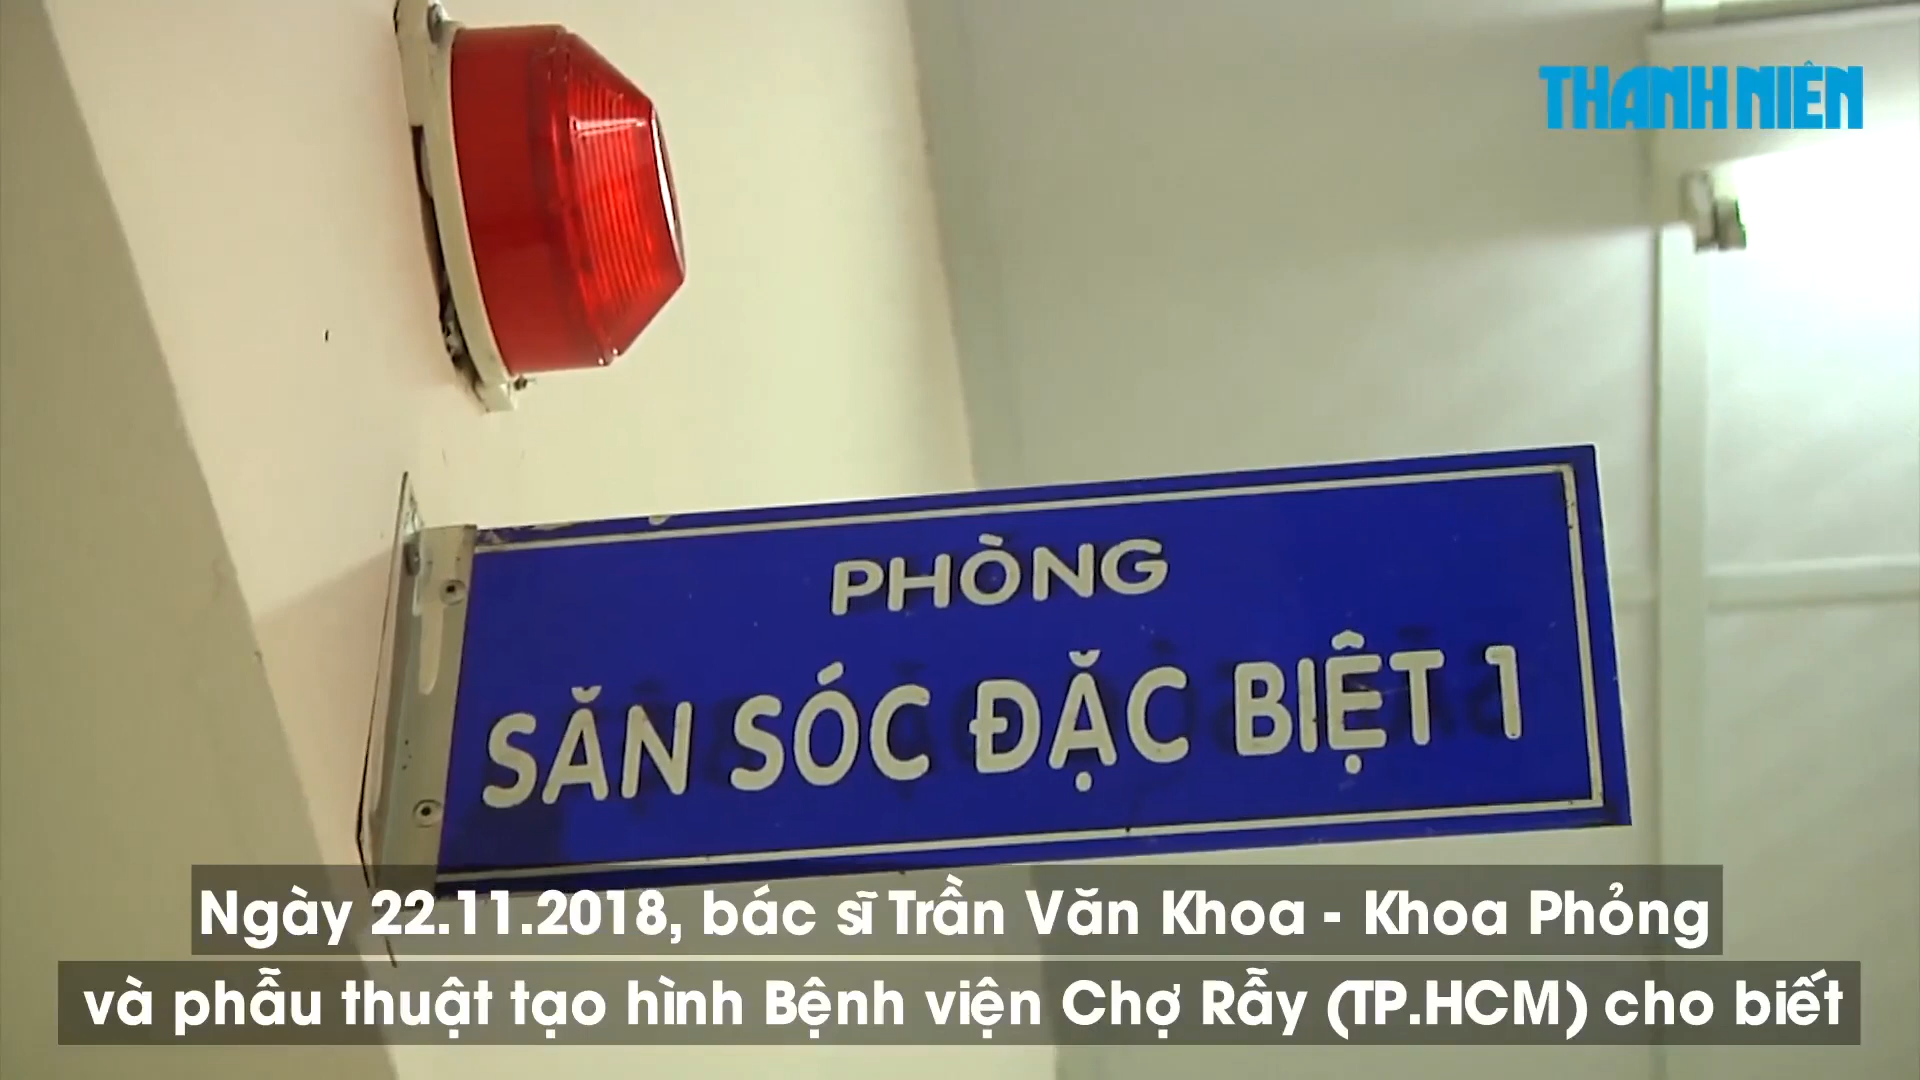 THANH NIÊN
PHÒNG
SĂN SÓC ĐẶC BIỆT 1
Ngày 22.11.2018, bác sĩ Trần Văn Khoa - Khoa Phỏng
và phẫu thuật tạo hình Bệnh viện Chợ Rẫy (TP.HCM) cho biết